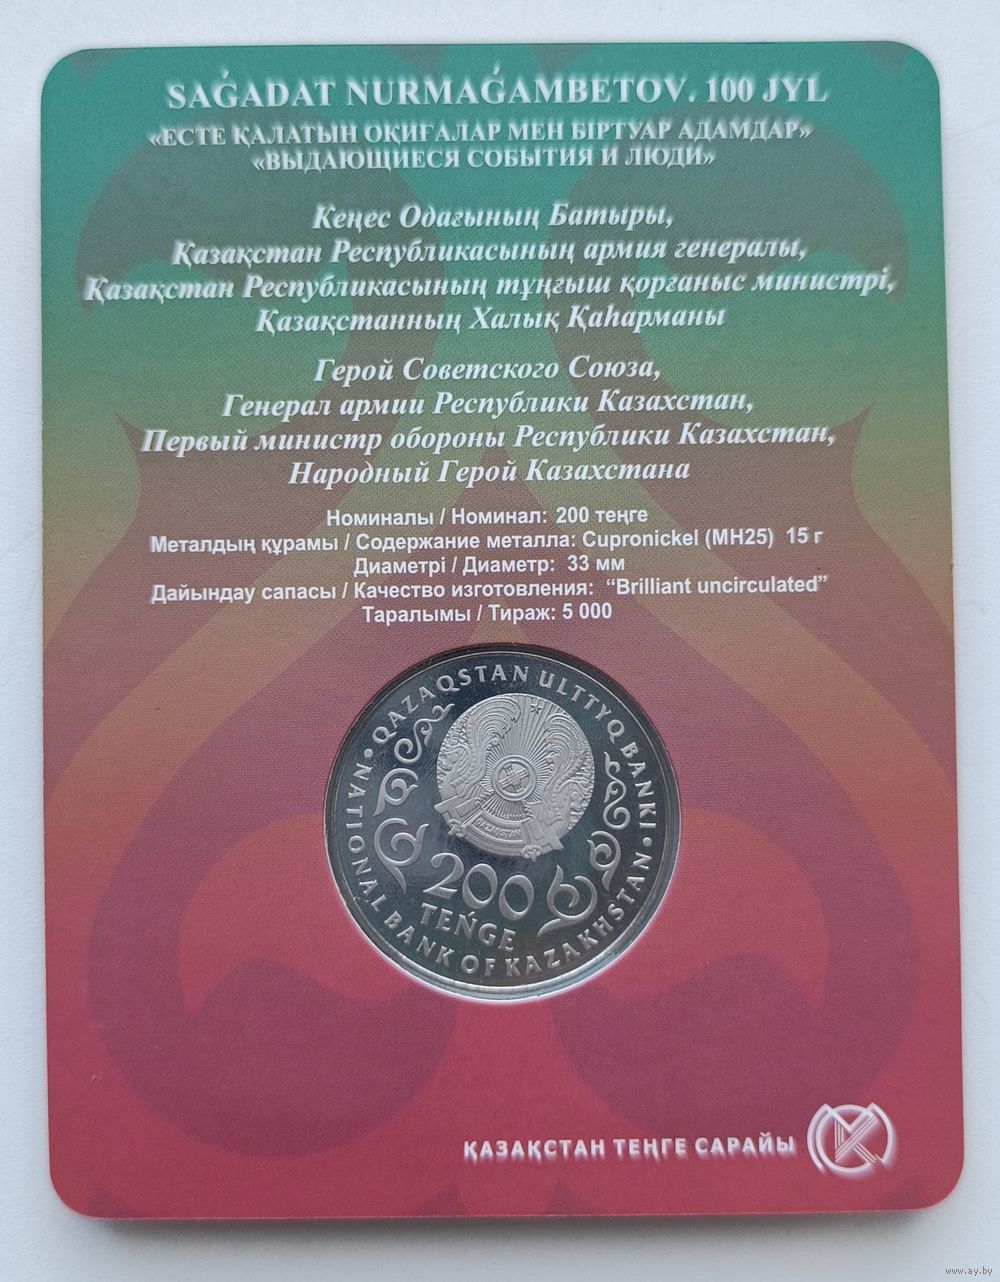 SAǴADAT NURMAǴAMBETOV. 100 JYL
«ЕСТЕ ҚАЛАТЫН ОҚИҒАЛАР МЕН БІРТУАР АДАМДАР»
«ВЫДАЮЩИЕСЯ СОБЫТИЯ И ЛЮДИ»
Кеңес Одағының Батыры,
Қазақстан Республикасының армия генералы,
Қазақстан Республикасының тұңғыш қорғаныс министрі,
Қазақстанның Халық Қаһарманы
Герой Советского Союза,
Генерал армии Республики Казахстан,
Первый министр обороны Республики Казахстан,
Народный Герой Казахстана
Номиналы / Номинал: 200 теңге
Металдың құрамы / Содержание металла: Cupronickel (МН25) 15 г
Диаметрі / Диаметр: 33 мм
Дайындау сапасы / Качество изготовления: “Brilliant uncirculated”
Таралымы / Тираж: 5 000
QAZAQSTAN ULTTYQ BANKI
QAZAQSTAN
200
TEŃGE
NATIONAL BANK OF KAZAKHSTAN
ҚАЗАҚСТАН ТЕҢГЕ САРАЙЫ
www.ay.by